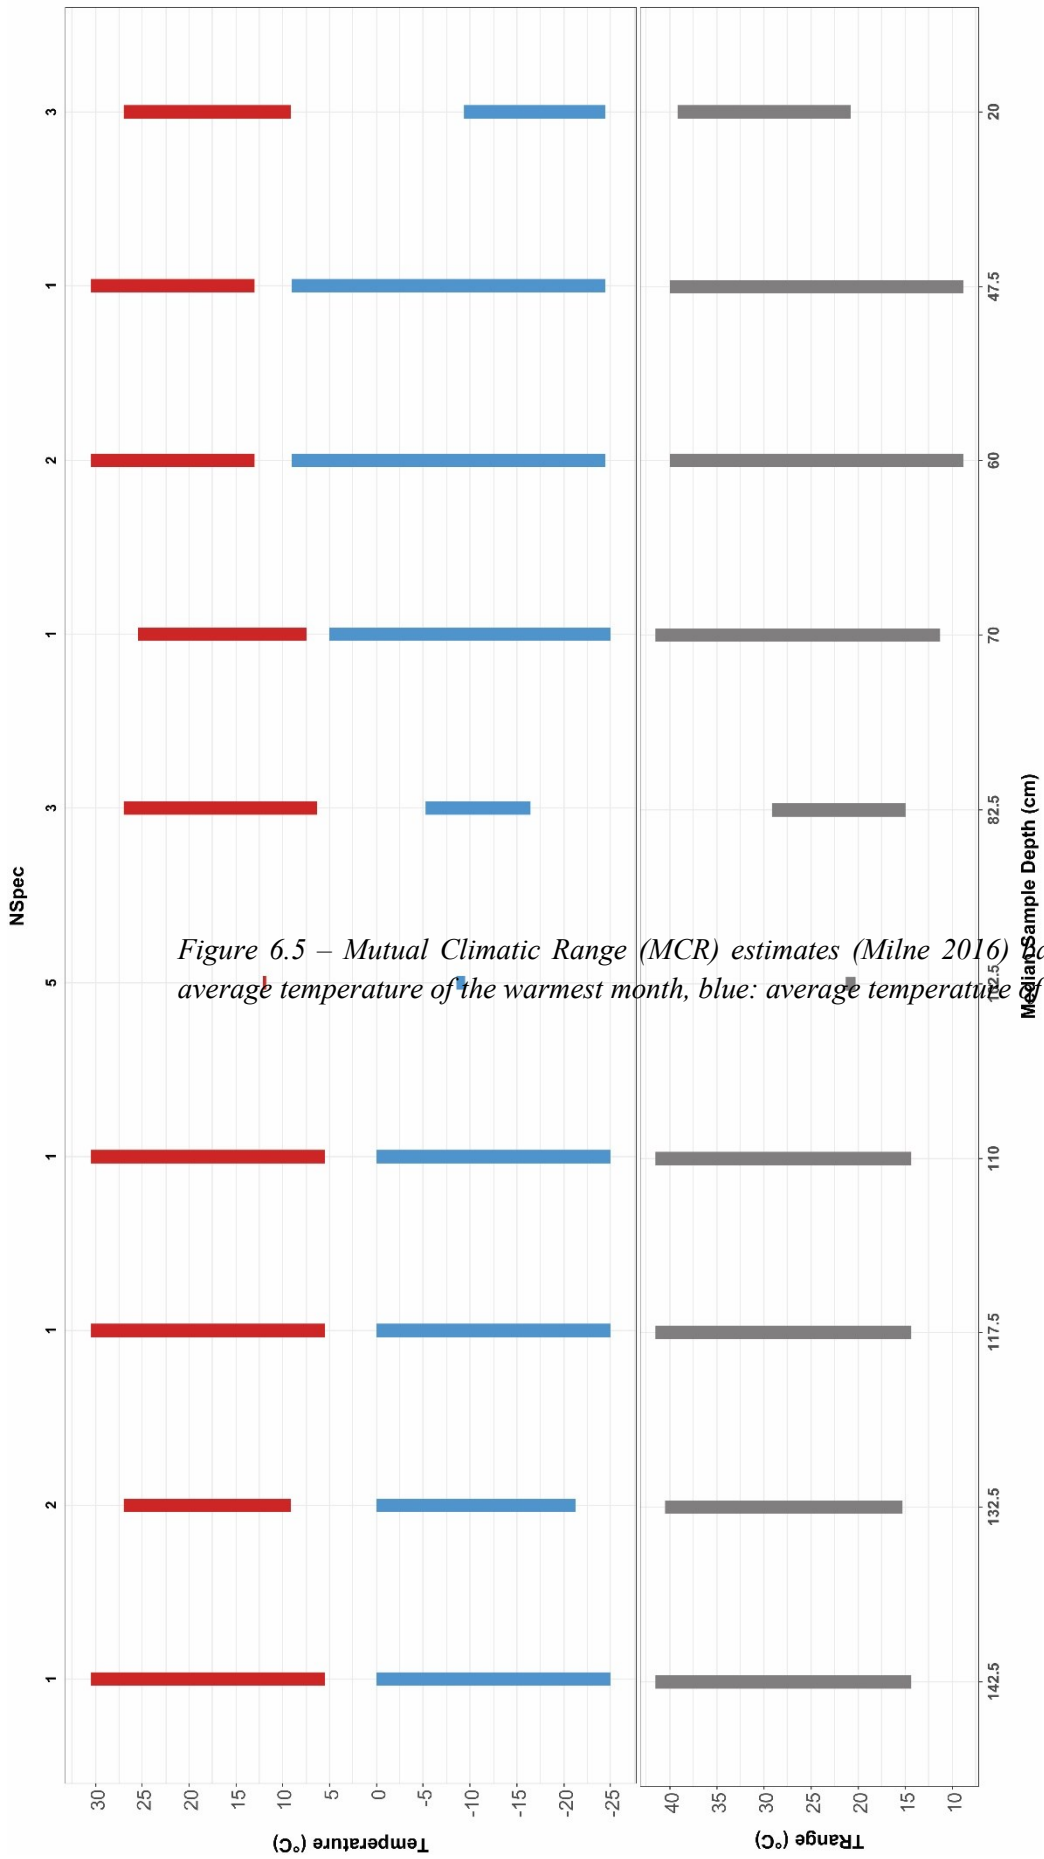 NSpec
1 2 1 1 5 3 1 2 1 3
Temperature (°C)
30
25
20
15
10
5
0
-5
-10
-15
-20
-25
TRange (°C)
40
35
30
25
20
15
10
142.5 132.5 117.5 110 82.5 70 60 47.5 20
Median Sample Depth (cm)
Figure 6.5 – Mutual Climatic Range (MCR) estimates (Milne 2016)
average temperature of the warmest month, blue: average temperature of